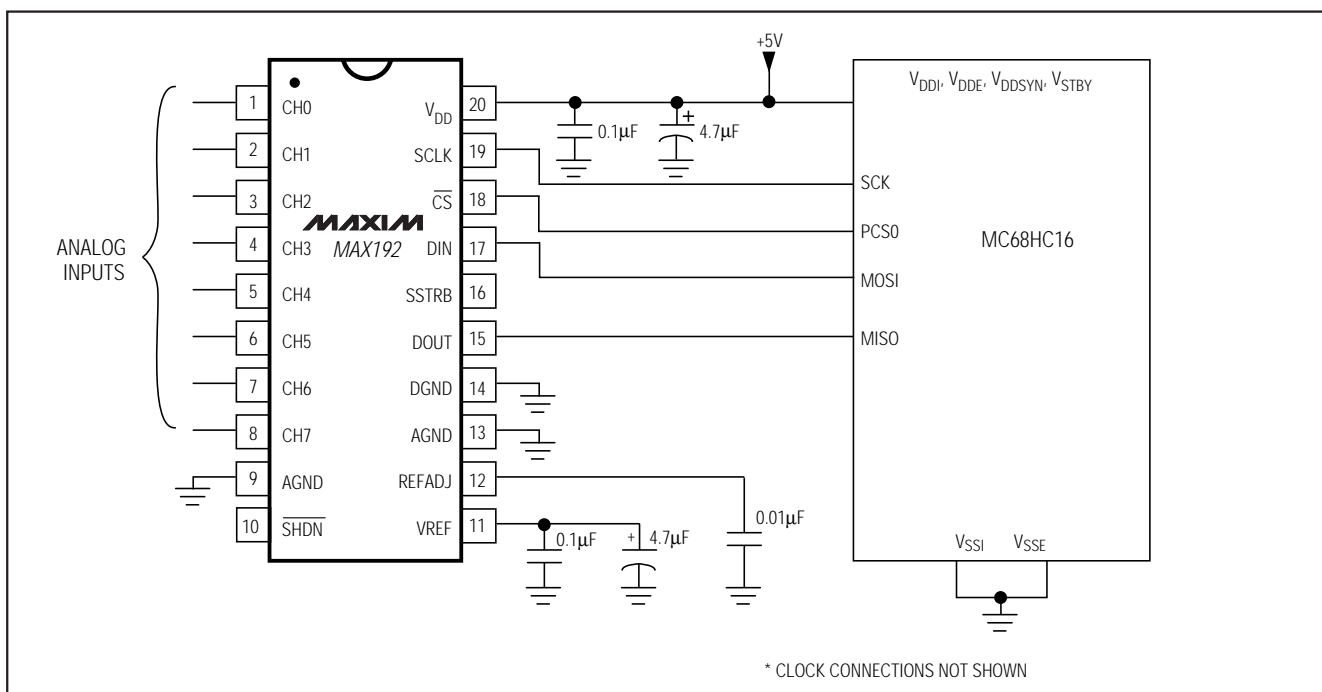 +5V
1 CH0
2 CH1
3 CH2
4 CH3
5 CH4
6 CH5
7 CH6
8 CH7
9 AGND
10 SHDN
ANALOG
INPUTS
MAXIM
MAX192
VDD 20
SCLK 19
CS 18
DIN 17
SSTRB 16
DOUT 15
DGND 14
AGND 13
REFADJ 12
VREF 11
0.1µF
+
4.7µF
0.1µF
+
4.7µF
0.01µF
VDDI, VDDE, VDDSYN, VSTBY
SCK
PCS0
MOSI
MISO
MC68HC16
VSSI VSSE
* CLOCK CONNECTIONS NOT SHOWN